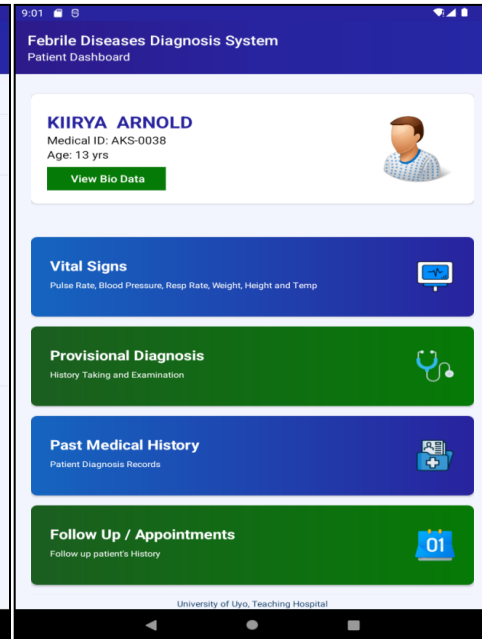 9:01
Febrile Diseases Diagnosis System
Patient Dashboard
KIIRYA ARNOLD
Medical ID: AKS-0038
Age: 13 yrs
View Bio Data
Vital Signs
Pulse Rate, Blood Pressure, Resp Rate, Weight, Height and Temp
Provisional Diagnosis
History Taking and Examination
Past Medical History
Patient Diagnosis Records
Follow Up / Appointments
Follow up patient's History
01
University of Uyo, Teaching Hospital